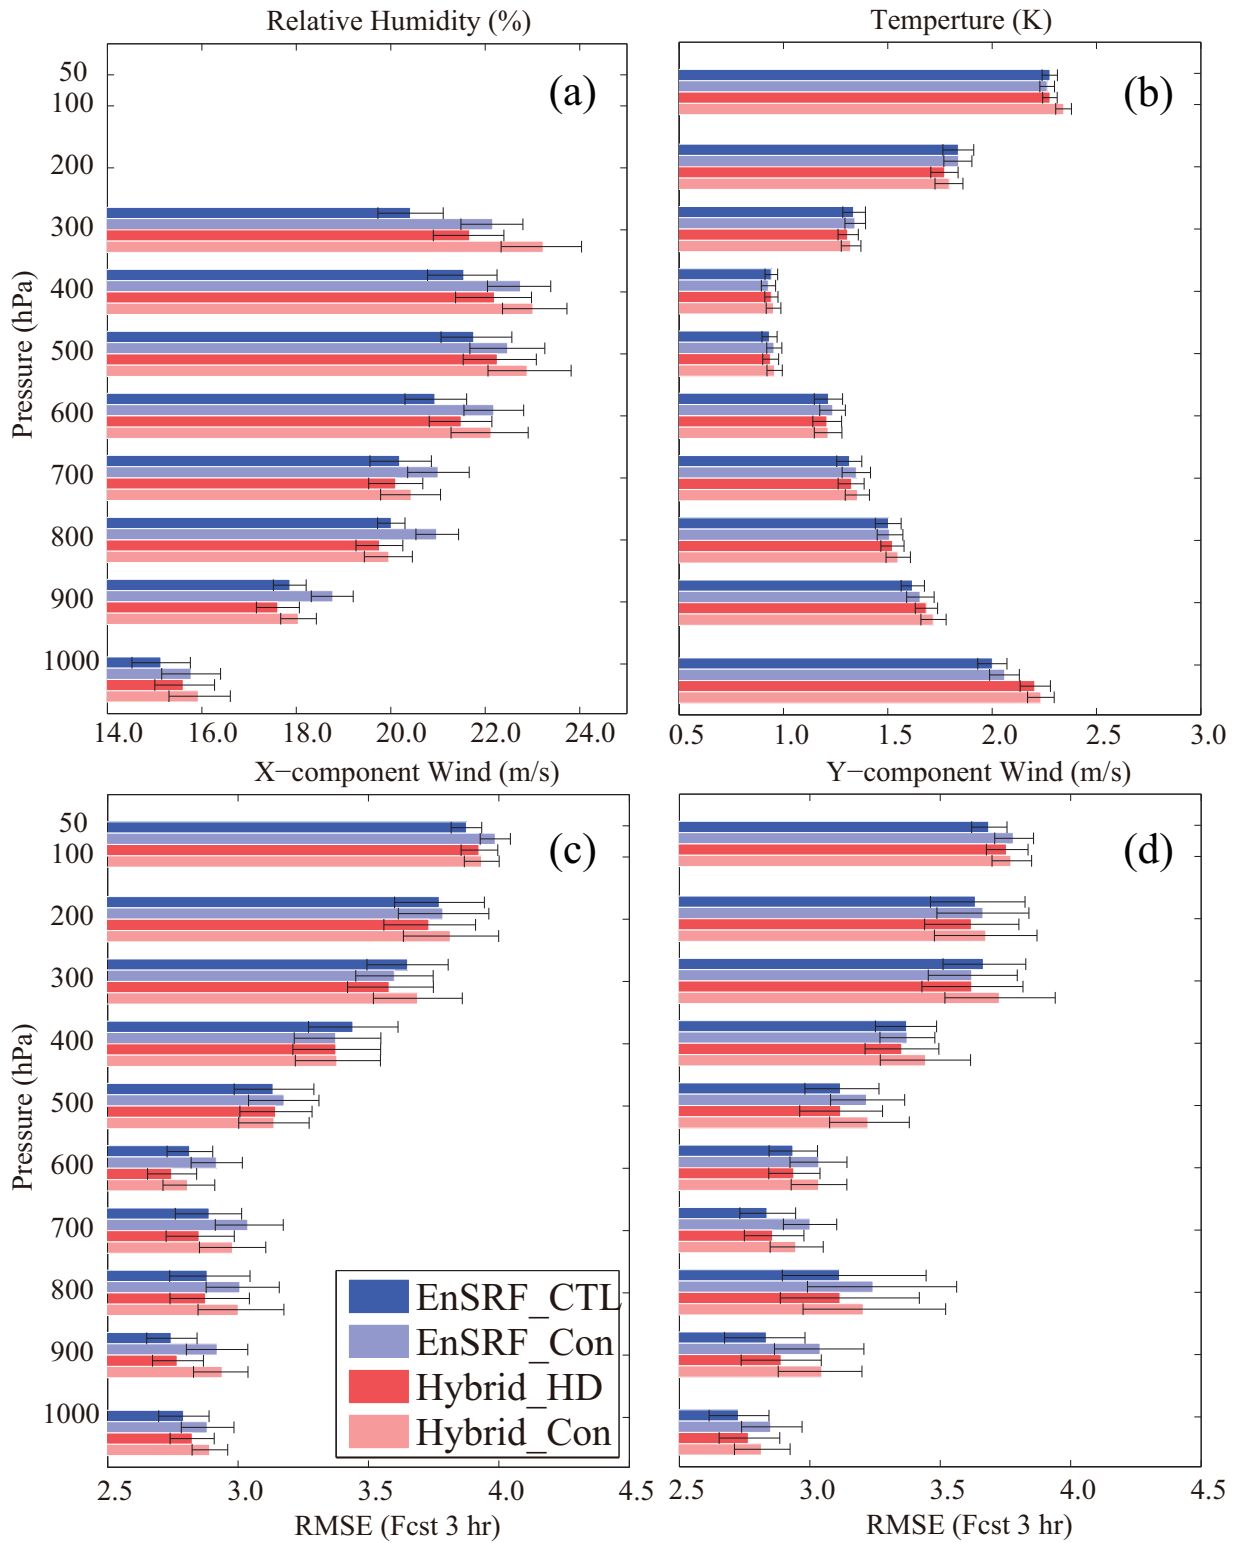 Relative Humidity (%)
Temperture (K)
(a)
(b)
Pressure (hPa)
50
100
200
300
400
500
600
700
800
900
1000
14.0 16.0 18.0 20.0 22.0 24.0
0.5 1.0 1.5 2.0 2.5 3.0
X−component Wind (m/s)
Y−component Wind (m/s)
(c)
(d)
Pressure (hPa)
50
100
200
300
400
500
600
700
800
900
1000
EnSRF_CTL
EnSRF_Con
Hybrid_HD
Hybrid_Con
2.5 3.0 3.5 4.0 4.5
2.5 3.0 3.5 4.0 4.5
RMSE (Fcst 3 hr)
RMSE (Fcst 3 hr)